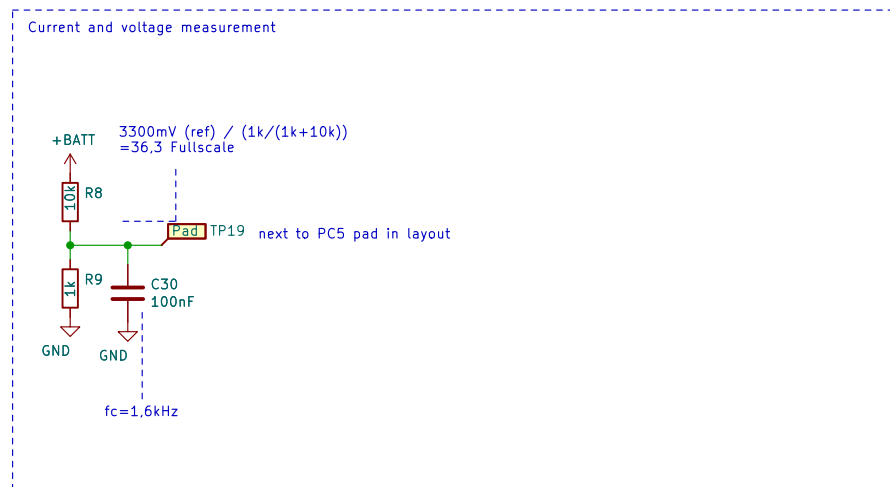 Current and voltage measurement
3300mV (ref) / (1k/(1k+10k))
=36,3 Fullscale
+BATT
10k
R8
Pad
TP19
next to PC5 pad in layout
1k
R9
C30
100nF
GND
GND
fc=1,6kHz